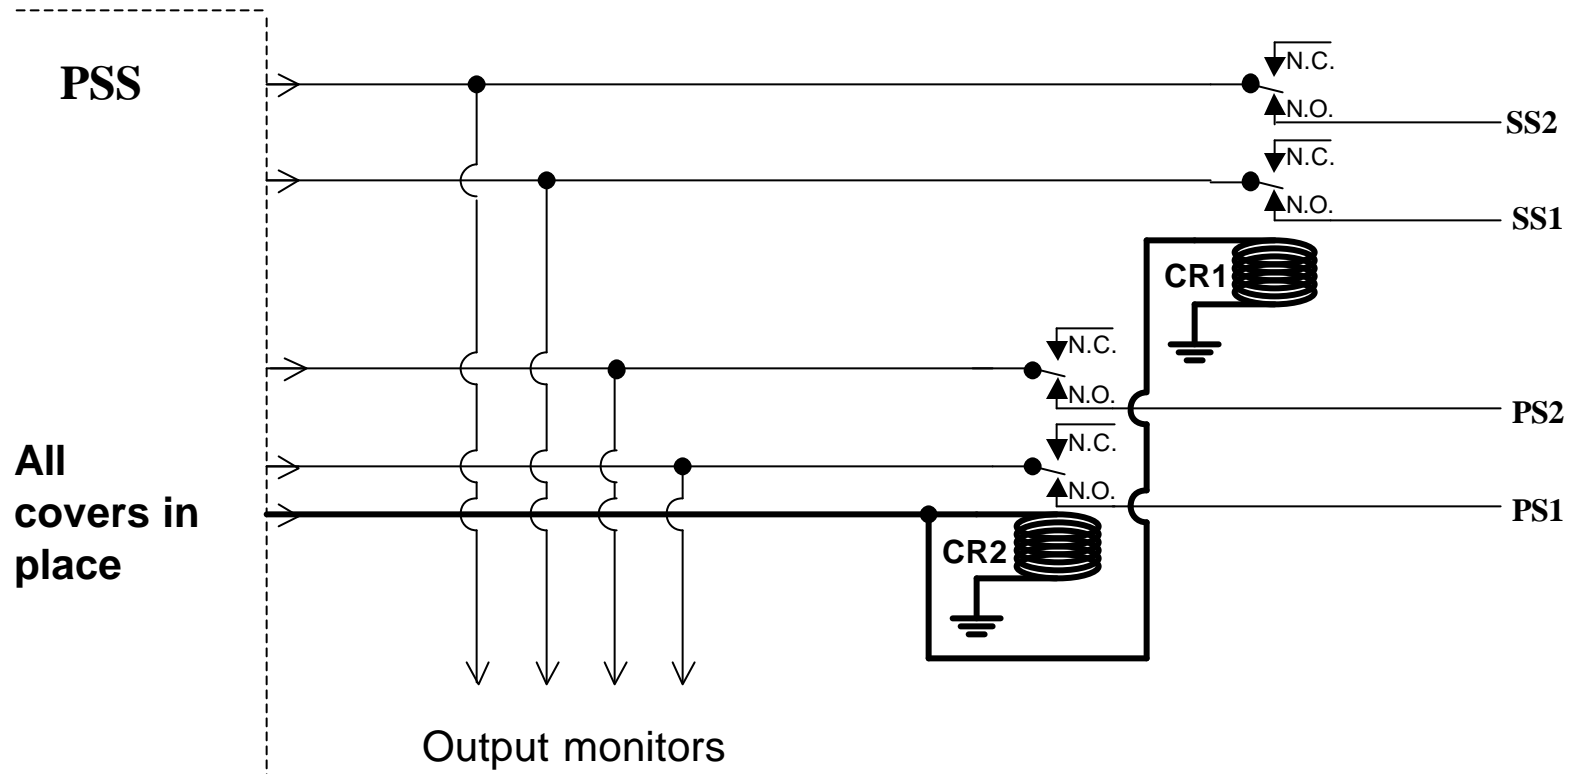 PSS
N.C.
N.O.
SS2
N.C.
N.O.
SS1
CR1
N.C.
N.O.
PS2
N.C.
N.O.
PS1
All
covers in
place
CR2
Output monitors